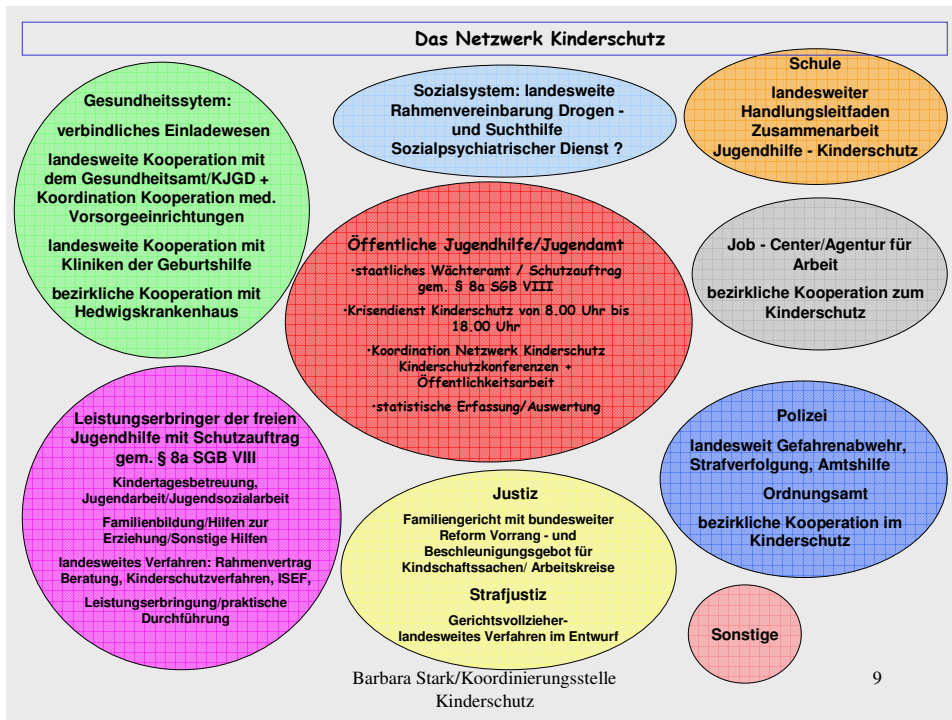 Das Netzwerk Kinderschutz
Gesundheitssytem:
verbindliches Einladewesen
landesweite Kooperation mit
dem Gesundheitsamt/KJGD +
Koordination Kooperation med.
Vorsorgeeinrichtungen
landesweite Kooperation mit
Kliniken der Geburtshilfe
bezirkliche Kooperation mit
Hedwigskrankenhaus
Sozialsystem: landesweite
Rahmenvereinbarung Drogen -
und Suchthilfe
Sozialpsychiatrischer Dienst ?
Schule
landesweiter
Handlungsleitfaden
Zusammenarbeit
Jugendhilfe - Kinderschutz
Öffentliche Jugendhilfe/Jugendamt
•staatliches Wächteramt / Schutzauftrag
gem. § 8a SGB VIII
•Krisendienst Kinderschutz von 8.00 Uhr bis
18.00 Uhr
•Koordination Netzwerk Kinderschutz
Kinderschutzkonferenzen +
Öffentlichkeitsarbeit
•statistische Erfassung/Auswertung
Job - Center/Agentur für
Arbeit
bezirkliche Kooperation zum
Kinderschutz
Leistungserbringer der freien
Jugendhilfe mit Schutzauftrag
gem. § 8a SGB VIII
Kindertagesbetreuung,
Jugendarbeit/Jugendsozialarbeit
Familienbildung/Hilfen zur
Erziehung/Sonstige Hilfen
landesweites Verfahren: Rahmenvertrag
Beratung, Kinderschutzverfahren, ISEF,
Leistungserbringung/praktische
Durchführung
Justiz
Familiengericht mit bundesweiter
Reform Vorrang - und
Beschleunigungsgebot für
Kindschaftssachen/ Arbeitskreise
Strafjustiz
Gerichtsvollzieher-
landesweites Verfahren im Entwurf
Polizei
landesweit Gefahrenabwehr,
Strafverfolgung, Amtshilfe
Ordnungsamt
bezirkliche Kooperation im
Kinderschutz
Sonstige
Barbara Stark/Koordinierungsstelle
Kinderschutz
9